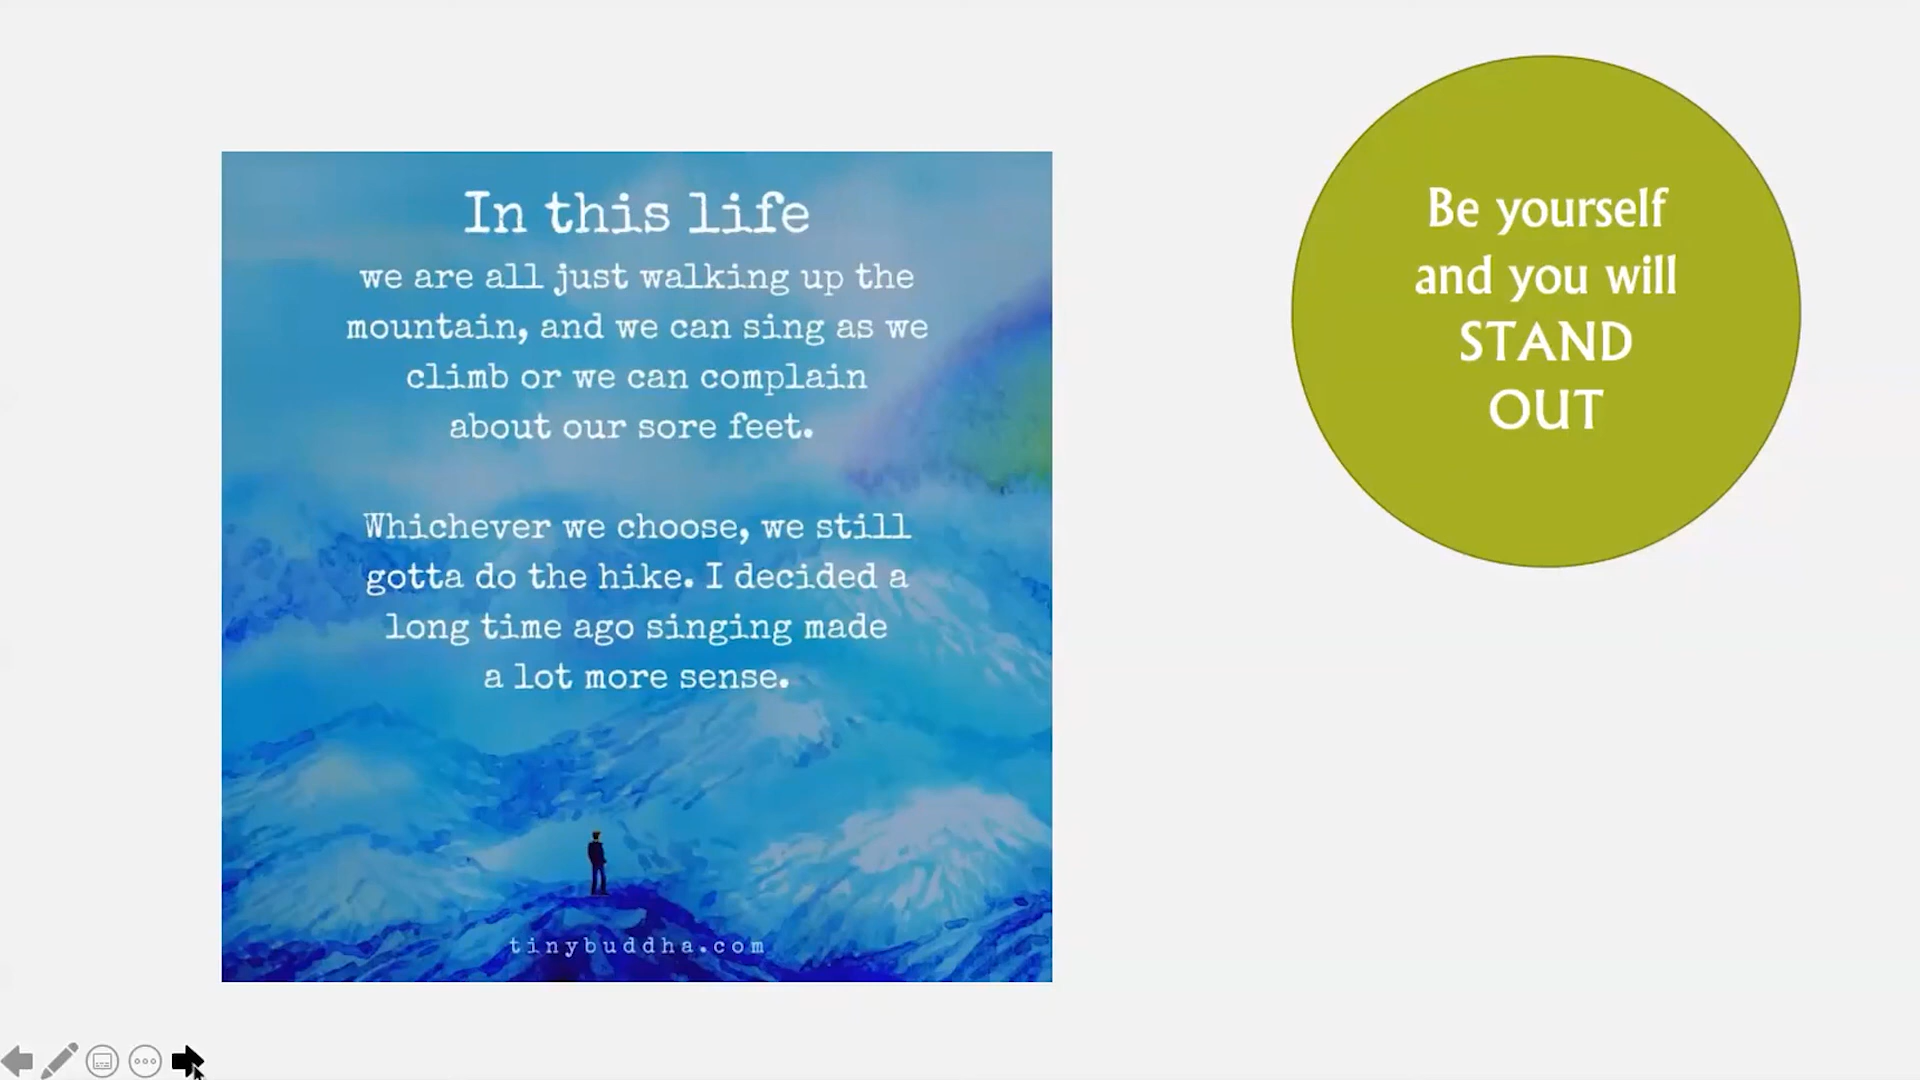 In this life
we are all just walking up the
mountain, and we can sing as we
climb or we can complain
about our sore feet.
Whichever we choose, we still
gotta do the hike. I decided a
long time ago singing made
a lot more sense.
tinybuddha.com
Be yourself
and you will
STAND
OUT